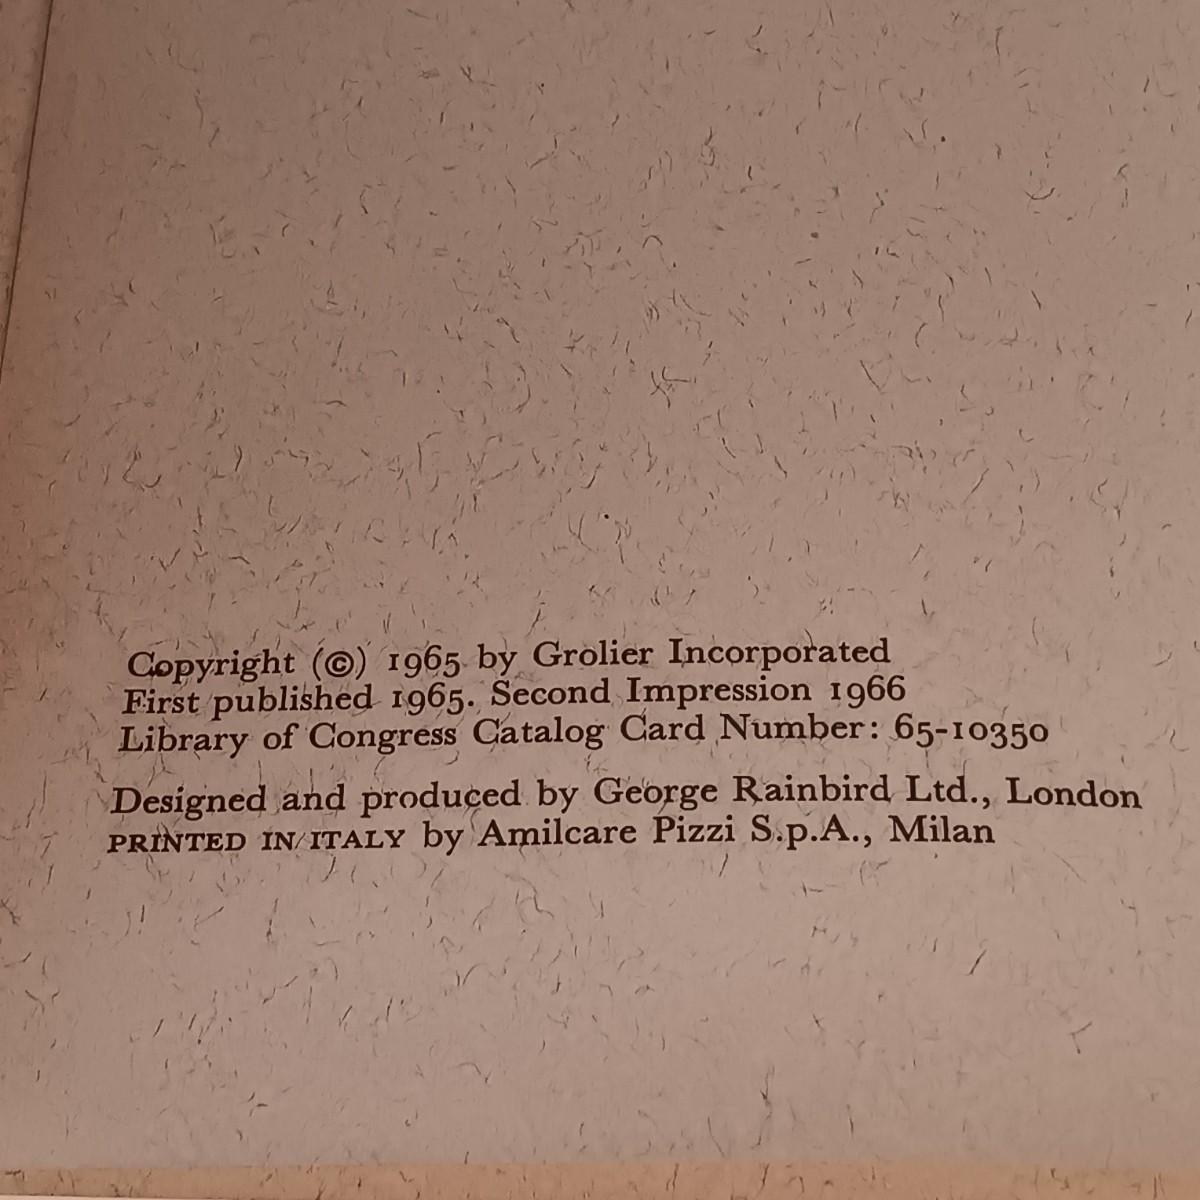 Copyright (©) 1965 by Grolier Incorporated
First published 1965. Second Impression 1966
Library of Congress Catalog Card Number: 65-10350
Designed and produced by George Rainbird Ltd., London
PRINTED IN ITALY by Amilcare Pizzi S.p.A., Milan